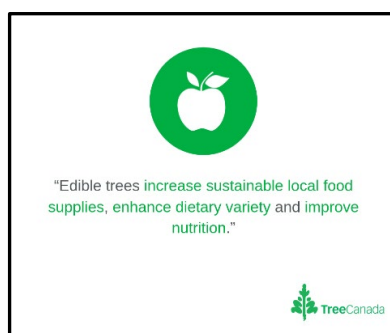 “Edible trees increase sustainable local food
supplies, enhance dietary variety and improve
nutrition.”
TreeCanada